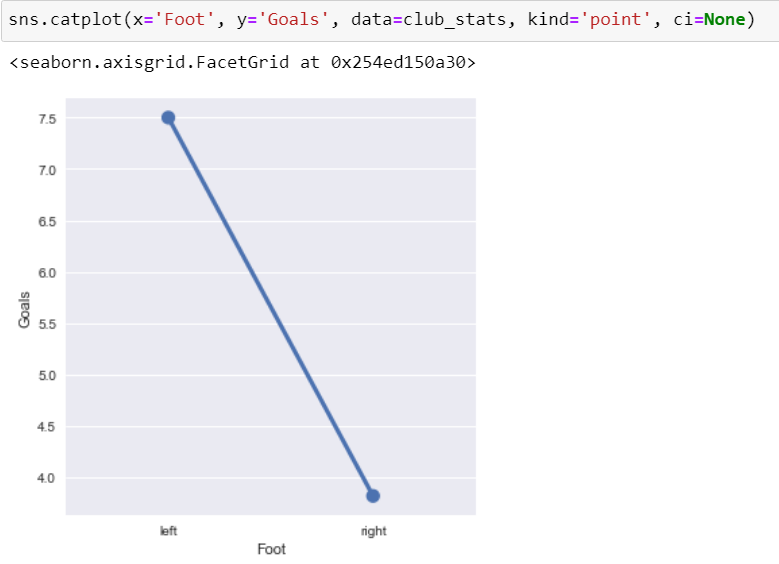 sns.catplot(x='Foot', y='Goals', data=club_stats, kind='point', ci=None)
<seaborn.axisgrid.FacetGrid at 0x254ed150a30>
7.5
7.0
6.5
6.0
5.5
5.0
4.5
4.0
Goals
left right
Foot